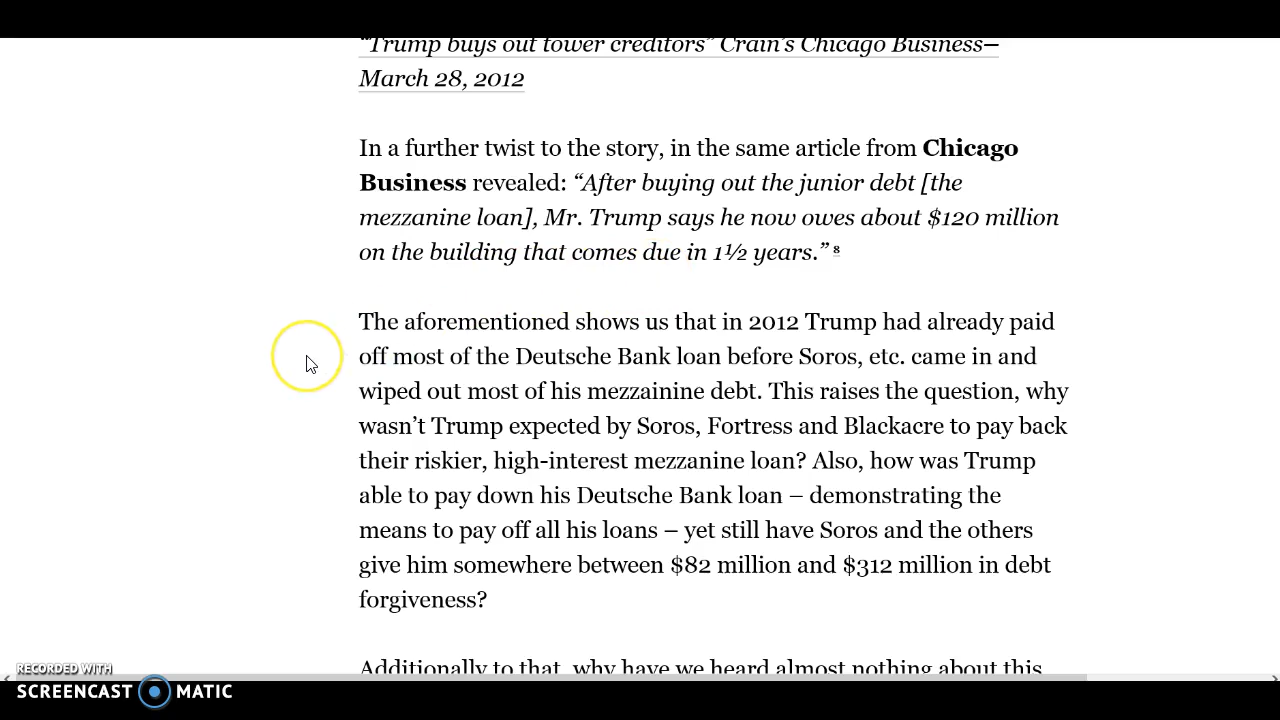 “Trump buys out tower creditors” Crain’s Chicago Business—
March 28, 2012
In a further twist to the story, in the same article from Chicago
Business revealed: “After buying out the junior debt [the
mezzanine loan], Mr. Trump says he now owes about $120 million
on the building that comes due in 1½ years.” 8
The aforementioned shows us that in 2012 Trump had already paid
off most of the Deutsche Bank loan before Soros, etc. came in and
wiped out most of his mezzainine debt. This raises the question, why
wasn’t Trump expected by Soros, Fortress and Blackacre to pay back
their riskier, high-interest mezzanine loan? Also, how was Trump
able to pay down his Deutsche Bank loan – demonstrating the
means to pay off all his loans – yet still have Soros and the others
give him somewhere between $82 million and $312 million in debt
forgiveness?
Additionally to that, why have we heard almost nothing about this
RECORDED WITH
SCREENCAST MATIC